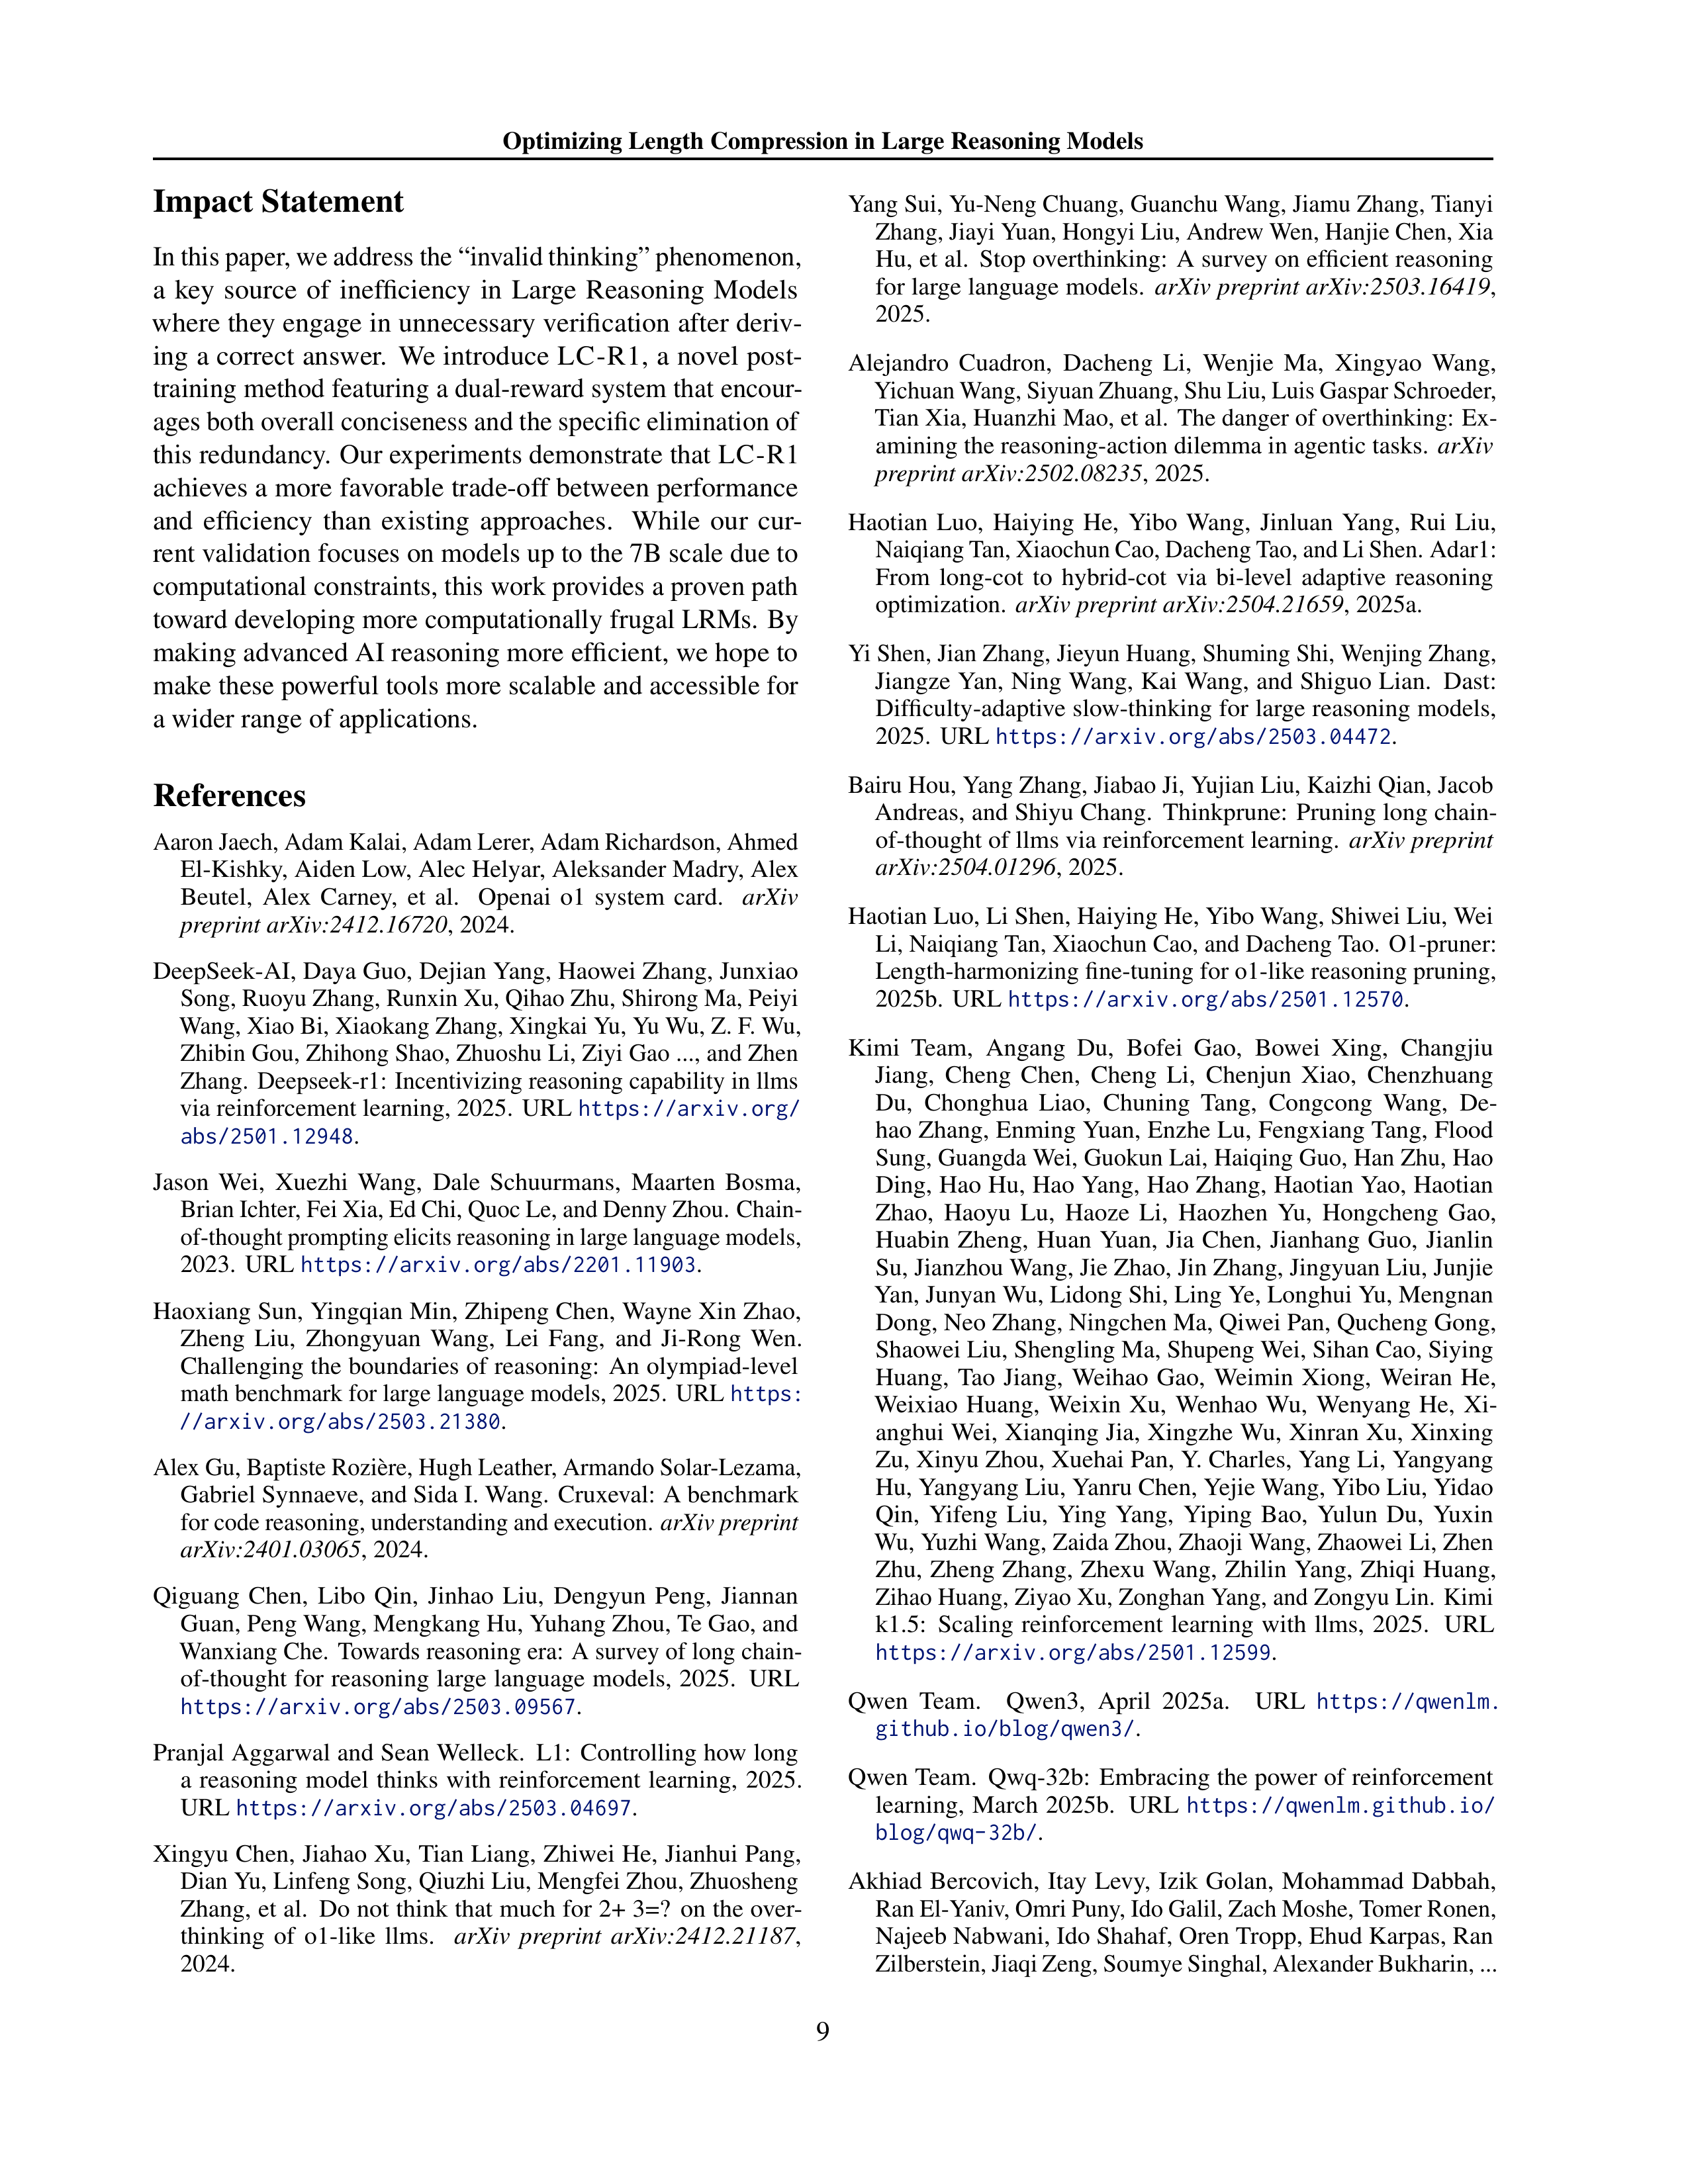 Optimizing Length Compression in Large Reasoning Models
Impact Statement
In this paper, we address the “invalid thinking” phenomenon,
a key source of inefficiency in Large Reasoning Models
where they engage in unnecessary verification after deriv-
ing a correct answer. We introduce LC-R1, a novel post-
training method featuring a dual-reward system that encour-
ages both overall conciseness and the specific elimination of
this redundancy. Our experiments demonstrate that LC-R1
achieves a more favorable trade-off between performance
and efficiency than existing approaches. While our cur-
rent validation focuses on models up to the 7B scale due to
computational constraints, this work provides a proven path
toward developing more computationally frugal LRMs. By
making advanced AI reasoning more efficient, we hope to
make these powerful tools more scalable and accessible for
a wider range of applications.
References
Aaron Jaech, Adam Kalai, Adam Lerer, Adam Richardson, Ahmed
El-Kishky, Aiden Low, Alec Helyar, Aleksander Madry, Alex
Beutel, Alex Carney, et al. Openai o1 system card. arXiv
preprint arXiv:2412.16720, 2024.
DeepSeek-AI, Daya Guo, Dejian Yang, Haowei Zhang, Junxiao
Song, Ruoyu Zhang, Runxin Xu, Qihao Zhu, Shirong Ma, Peiyi
Wang, Xiao Bi, Xiaokang Zhang, Xingkai Yu, Yu Wu, Z. F. Wu,
Zhibin Gou, Zhihong Shao, Zhuoshu Li, Ziyi Gao ..., and Zhen
Zhang. Deepseek-r1: Incentivizing reasoning capability in llms
via reinforcement learning, 2025. URL https://arxiv.org/
abs/2501.12948.
Jason Wei, Xuezhi Wang, Dale Schuurmans, Maarten Bosma,
Brian Ichter, Fei Xia, Ed Chi, Quoc Le, and Denny Zhou. Chain-
of-thought prompting elicits reasoning in large language models,
2023. URL https://arxiv.org/abs/2201.11903.
Haoxiang Sun, Yingqian Min, Zhipeng Chen, Wayne Xin Zhao,
Zheng Liu, Zhongyuan Wang, Lei Fang, and Ji-Rong Wen.
Challenging the boundaries of reasoning: An olympiad-level
math benchmark for large language models, 2025. URL https:
//arxiv.org/abs/2503.21380.
Alex Gu, Baptiste Rozière, Hugh Leather, Armando Solar-Lezama,
Gabriel Synnaeve, and Sida I. Wang. Cruxeval: A benchmark
for code reasoning, understanding and execution. arXiv preprint
arXiv:2401.03065, 2024.
Qiguang Chen, Libo Qin, Jinhao Liu, Dengyun Peng, Jiannan
Guan, Peng Wang, Mengkang Hu, Yuhang Zhou, Te Gao, and
Wanxiang Che. Towards reasoning era: A survey of long chain-
of-thought for reasoning large language models, 2025. URL
https://arxiv.org/abs/2503.09567.
Pranjal Aggarwal and Sean Welleck. L1: Controlling how long
a reasoning model thinks with reinforcement learning, 2025.
URL https://arxiv.org/abs/2503.04697.
Xingyu Chen, Jiahao Xu, Tian Liang, Zhiwei He, Jianhui Pang,
Dian Yu, Linfeng Song, Qiuzhi Liu, Mengfei Zhou, Zhuosheng
Zhang, et al. Do not think that much for 2+ 3=? on the over-
thinking of o1-like llms. arXiv preprint arXiv:2412.21187,
2024.
Yang Sui, Yu-Neng Chuang, Guanchu Wang, Jiamu Zhang, Tianyi
Zhang, Jiayi Yuan, Hongyi Liu, Andrew Wen, Hanjie Chen, Xia
Hu, et al. Stop overthinking: A survey on efficient reasoning
for large language models. arXiv preprint arXiv:2503.16419,
2025.
Alejandro Cuadron, Dacheng Li, Wenjie Ma, Xingyao Wang,
Yichuan Wang, Siyuan Zhuang, Shu Liu, Luis Gaspar Schroeder,
Tian Xia, Huanzhi Mao, et al. The danger of overthinking: Ex-
amining the reasoning-action dilemma in agentic tasks. arXiv
preprint arXiv:2502.08235, 2025.
Haotian Luo, Haiying He, Yibo Wang, Jinluan Yang, Rui Liu,
Naiqiang Tan, Xiaochun Cao, Dacheng Tao, and Li Shen. Adar1:
From long-cot to hybrid-cot via bi-level adaptive reasoning
optimization. arXiv preprint arXiv:2504.21659, 2025a.
Yi Shen, Jian Zhang, Jieyun Huang, Shuming Shi, Wenjing Zhang,
Jiangze Yan, Ning Wang, Kai Wang, and Shiguo Lian. Dast:
Difficulty-adaptive slow-thinking for large reasoning models,
2025. URL https://arxiv.org/abs/2503.04472.
Bairu Hou, Yang Zhang, Jiabao Ji, Yujian Liu, Kaizhi Qian, Jacob
Andreas, and Shiyu Chang. Thinkprune: Pruning long chain-
of-thought of llms via reinforcement learning. arXiv preprint
arXiv:2504.01296, 2025.
Haotian Luo, Li Shen, Haiying He, Yibo Wang, Shiwei Liu, Wei
Li, Naiqiang Tan, Xiaochun Cao, and Dacheng Tao. O1-pruner:
Length-harmonizing fine-tuning for o1-like reasoning pruning,
2025b. URL https://arxiv.org/abs/2501.12570.
Kimi Team, Angang Du, Bofei Gao, Bowei Xing, Changjiu
Jiang, Cheng Chen, Cheng Li, Chenjun Xiao, Chenzhuang
Du, Chonghua Liao, Chuning Tang, Congcong Wang, De-
hao Zhang, Enming Yuan, Enzhe Lu, Fengxiang Tang, Flood
Sung, Guangda Wei, Guokun Lai, Haiqing Guo, Han Zhu, Hao
Ding, Hao Hu, Hao Yang, Hao Zhang, Haotian Yao, Haotian
Zhao, Haoyu Lu, Haoze Li, Haozhen Yu, Hongcheng Gao,
Huabin Zheng, Huan Yuan, Jia Chen, Jianhang Guo, Jianlin
Su, Jianzhou Wang, Jie Zhao, Jin Zhang, Jingyuan Liu, Junjie
Yan, Junyan Wu, Lidong Shi, Ling Ye, Longhui Yu, Mengnan
Dong, Neo Zhang, Ningchen Ma, Qiwei Pan, Qucheng Gong,
Shaowei Liu, Shengling Ma, Shupeng Wei, Sihan Cao, Siying
Huang, Tao Jiang, Weihao Gao, Weimin Xiong, Weiran He,
Weixiao Huang, Weixin Xu, Wenhao Wu, Wenyang He, Xi-
anghui Wei, Xianqing Jia, Xingzhe Wu, Xinran Xu, Xinxing
Zu, Xinyu Zhou, Xuehai Pan, Y. Charles, Yang Li, Yangyang
Hu, Yangyang Liu, Yanru Chen, Yejie Wang, Yibo Liu, Yidao
Qin, Yifeng Liu, Ying Yang, Yiping Bao, Yulun Du, Yuxin
Wu, Yuzhi Wang, Zaida Zhou, Zhaoji Wang, Zhaowei Li, Zhen
Zhu, Zheng Zhang, Zhexu Wang, Zhilin Yang, Zhiqi Huang,
Zihao Huang, Ziyao Xu, Zonghan Yang, and Zongyu Lin. Kimi
k1.5: Scaling reinforcement learning with llms, 2025. URL
https://arxiv.org/abs/2501.12599.
Qwen Team. Qwen3, April 2025a. URL https://qwenlm.
github.io/blog/qwen3/.
Qwen Team. Qwq-32b: Embracing the power of reinforcement
learning, March 2025b. URL https://qwenlm.github.io/
blog/qwq-32b/.
Akhiad Bercovich, Itay Levy, Izik Golan, Mohammad Dabbah,
Ran El-Yaniv, Omri Puny, Ido Galil, Zach Moshe, Tomer Ronen,
Najeeb Nabwani, Ido Shahaf, Oren Tropp, Ehud Karpas, Ran
Zilberstein, Jiaqi Zeng, Soumye Singhal, Alexander Bukharin, ...
9